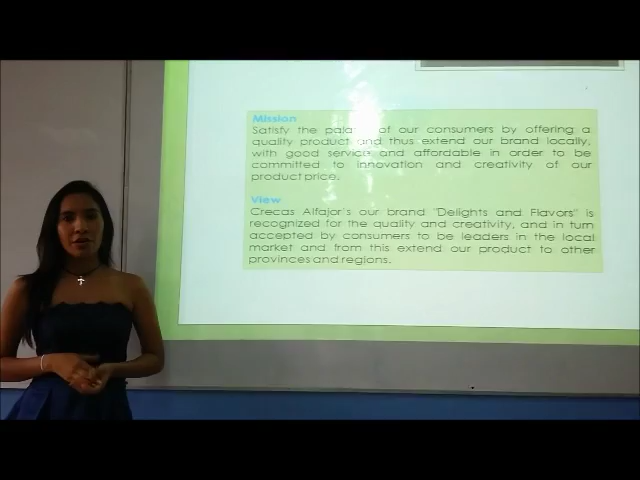 Mission
Satisfy the of our consumers by offering a
quality product and thus extend our brand locally,
with good service and affordable in order to be
committed to innovation and creativity of our
product price.
View
Crecas Alfajor's our brand "Delights and Flavors" is
recognized for the quality and creativity, and in turn
accepted by consumers to be leaders in the local
market and from this extend our product to other
provinces and regions.